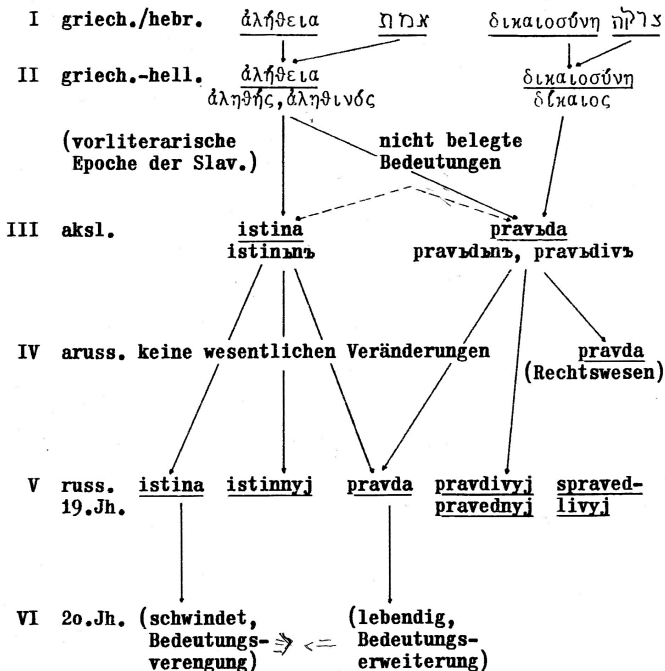 I griech./hebr. ἀλήθεια אמת δικαιοσύνη צדקה
II griech.-hell. ἀλήθεια δικαιοσύνη
ἀληθής, ἀληθινός δίκαιος
(vorliterarische nicht belegte
Epoche der Slav.) Bedeutungen
III aksl. istina pravьda
istinьnъ pravьdьnъ, pravьdivъ
IV aruss. keine wesentlichen Veränderungen pravda
(Rechtswesen)
V russ. istina istinnyj pravda pravdivyj spraved-
19.Jh. pravednyj livyj
VI 2o.Jh. (schwindet, (lebendig,
Bedeutungs- Bedeutungs-
verengung) <= erweiterung)